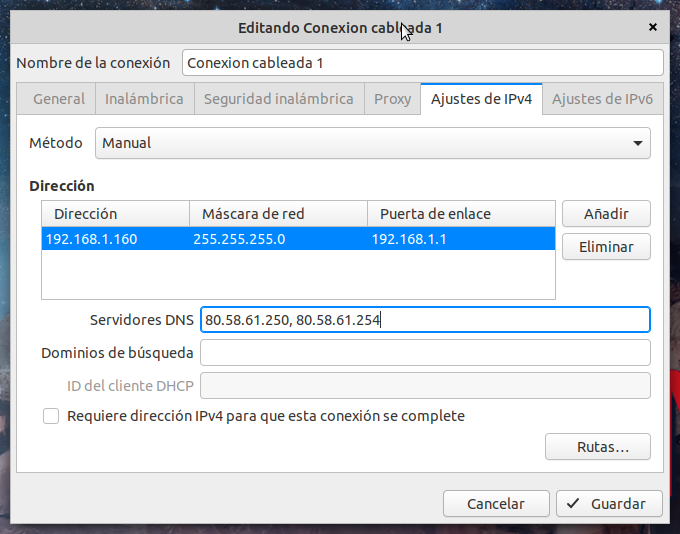 Editando Conexion cableada 1
Nombre de la conexión Conexion cableada 1
General Inalámbrica Seguridad inalámbrica Proxy Ajustes de IPv4 Ajustes de IPv6
Método Manual
Dirección
Dirección Máscara de red Puerta de enlace Añadir
192.168.1.160 255.255.255.0 192.168.1.1 Eliminar
Servidores DNS 80.58.61.250, 80.58.61.254
Dominios de búsqueda
ID del cliente DHCP
Requiere dirección IPv4 para que esta conexión se complete
Rutas...
Cancelar Guardar